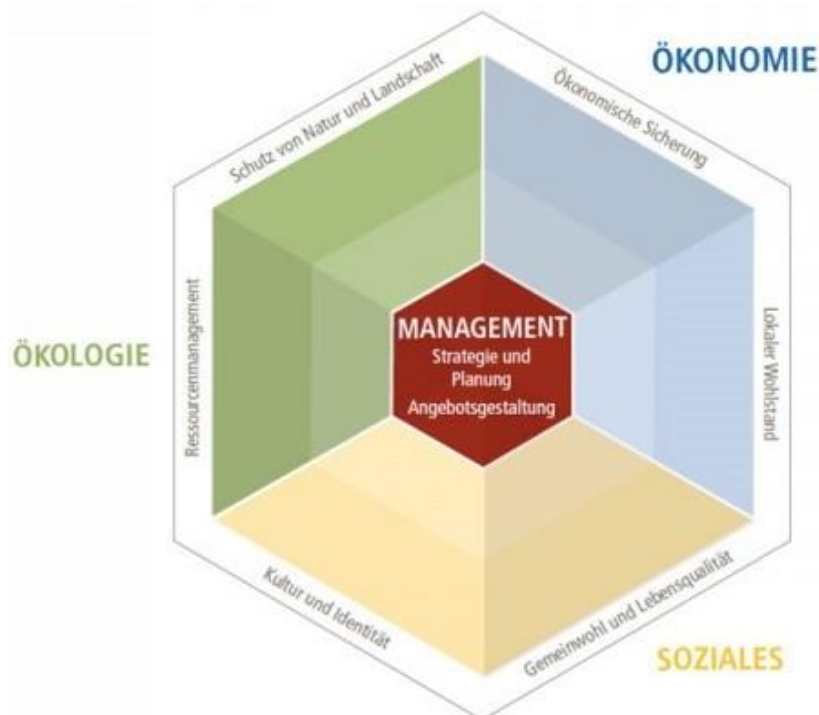 ÖKONOMIE
Schutz von Natur und Landschaft
Ökonomische Sicherung
Ressourcenmanagement
ÖKOLOGIE
MANAGEMENT
Strategie und
Planung
Angebotsgestaltung
Lokaler Wohlstand
Kultur und Identität
Gemeinwohl und Lebensqualität
SOZIALES